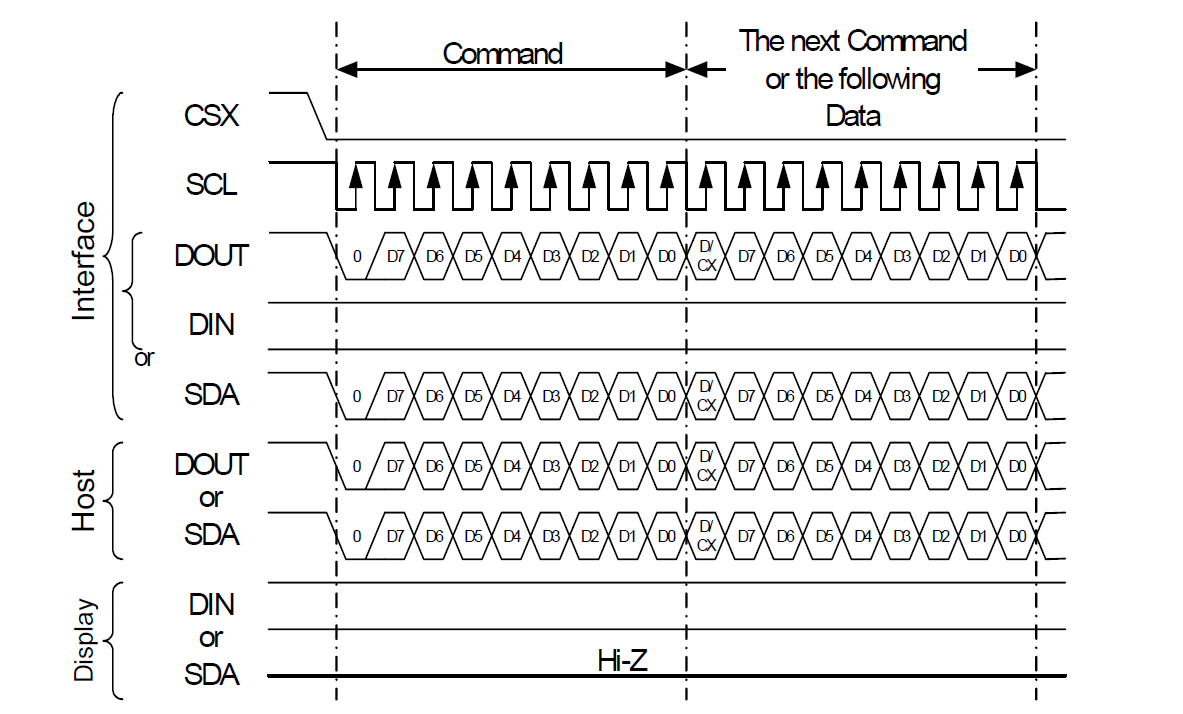 Command
The next Command
or the following
Data
Interface
CSX
SCL
DOUT
0 D7 D6 D5 D4 D3 D2 D1 D0 D/CX D7 D6 D5 D4 D3 D2 D1 D0
DIN
or
SDA
0 D7 D6 D5 D4 D3 D2 D1 D0 D/CX D7 D6 D5 D4 D3 D2 D1 D0
Host
DOUT
0 D7 D6 D5 D4 D3 D2 D1 D0 D/CX D7 D6 D5 D4 D3 D2 D1 D0
or
SDA
0 D7 D6 D5 D4 D3 D2 D1 D0 D/CX D7 D6 D5 D4 D3 D2 D1 D0
Display
DIN
or
SDA
Hi-Z